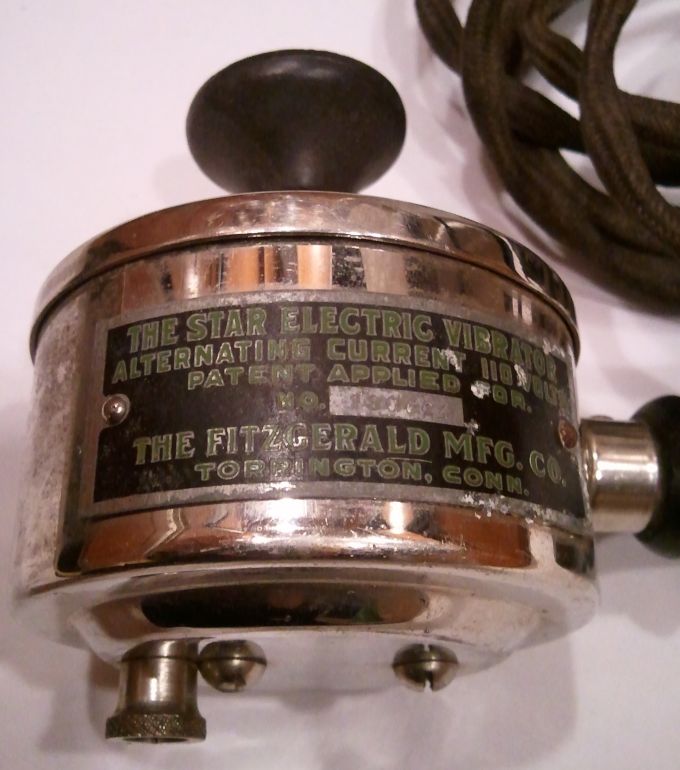 THE STAR ELECTRIC VIBRATOR
ALTERNATING CURRENT 110 VOLTS
PATENT APPLIED FOR.
NO.
THE FITZGERALD MFG. CO.
TORRINGTON, CONN.